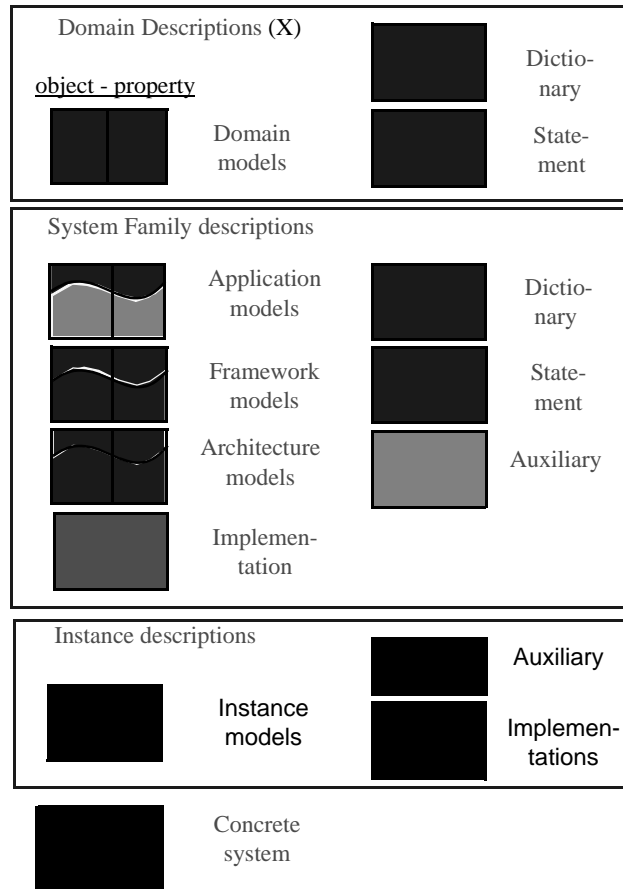 Domain Descriptions (X)
object - property
Domain
models
Dictio-
nary
State-
ment
System Family descriptions
Application
models
Dictio-
nary
Framework
models
State-
ment
Architecture
models
Auxiliary
Implemen-
tation
Instance descriptions
Instance
models
Auxiliary
Implemen-
tations
Concrete
system